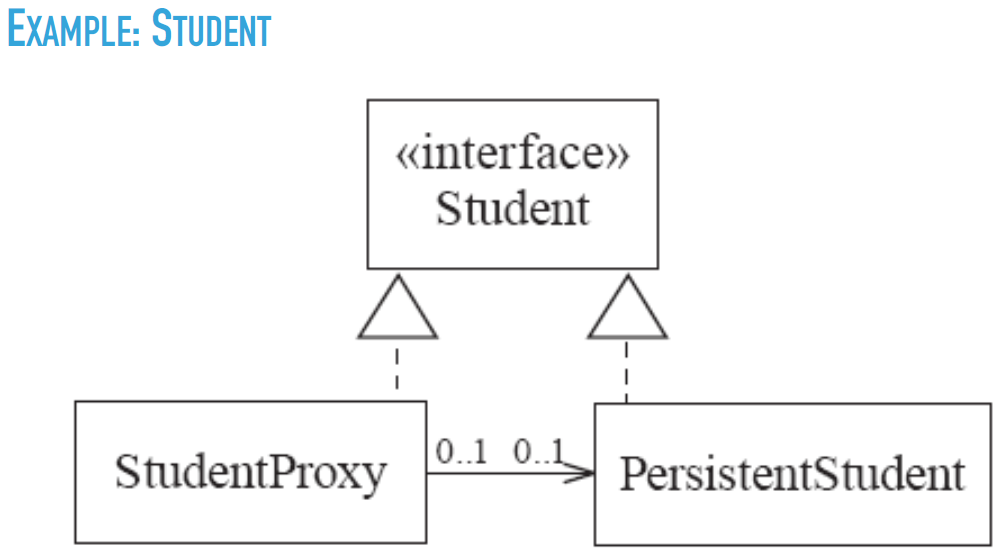 EXAMPLE: STUDENT
«interface»
Student
StudentProxy
0..1 0..1
PersistentStudent